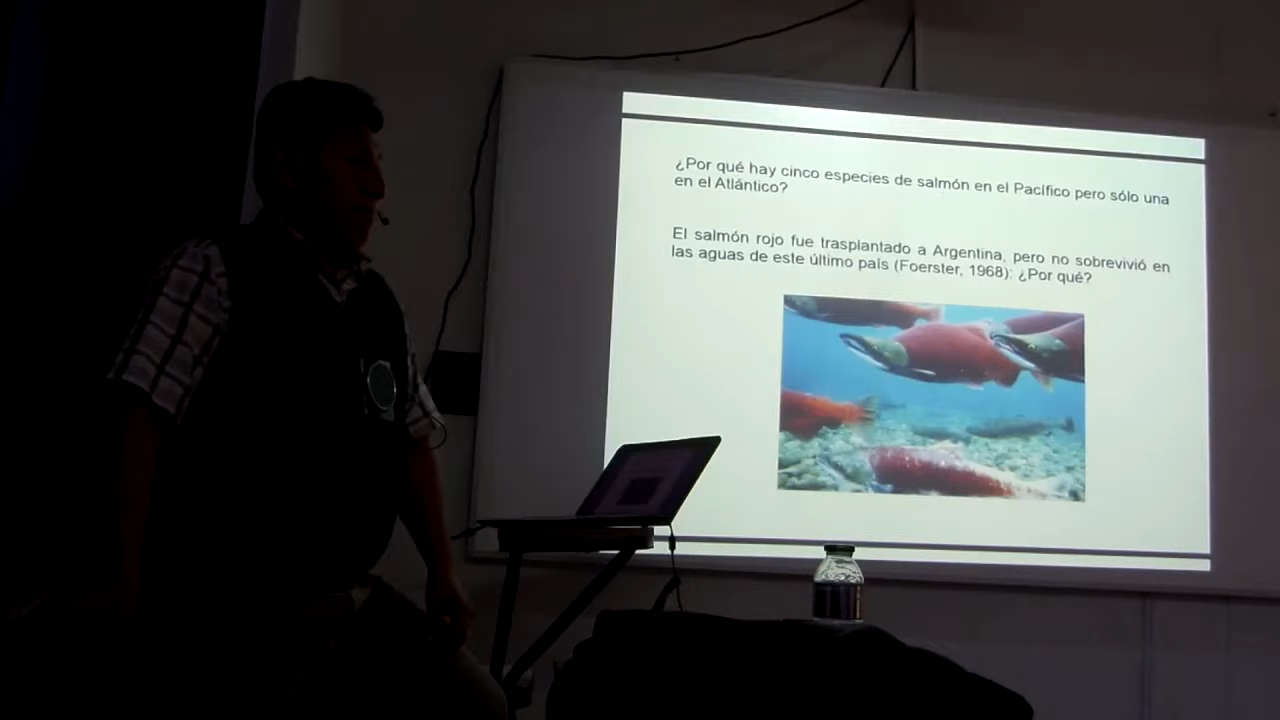 ¿Por qué hay cinco especies de salmón en el Pacífico pero sólo una
en el Atlántico?
El salmón rojo fue trasplantado a Argentina, pero no sobrevivió en
las aguas de este último país (Foerster, 1968): ¿Por qué?